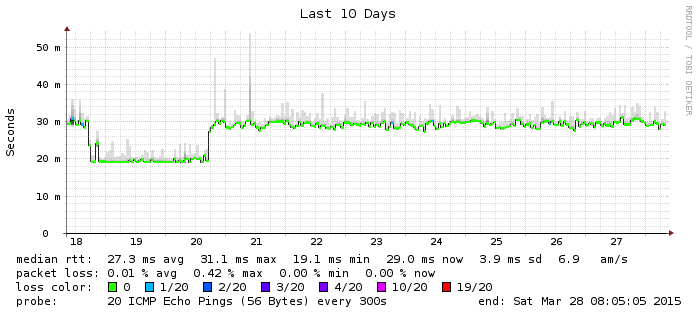 Last 10 Days
RRDTOOL / TOBI OETIKER
Seconds
50 m
40 m
30 m
20 m
10 m
0
18 19 20 21 22 23 24 25 26 27
median rtt: 27.3 ms avg 31.1 ms max 19.1 ms min 29.0 ms now 3.9 ms sd 6.9 am/s
packet loss: 0.01 % avg 0.42 % max 0.00 % min 0.00 % now
loss color: 0 1/20 2/20 3/20 4/20 10/20 19/20
probe: 20 ICMP Echo Pings (56 Bytes) every 300s end: Sat Mar 28 08:05:05 2015